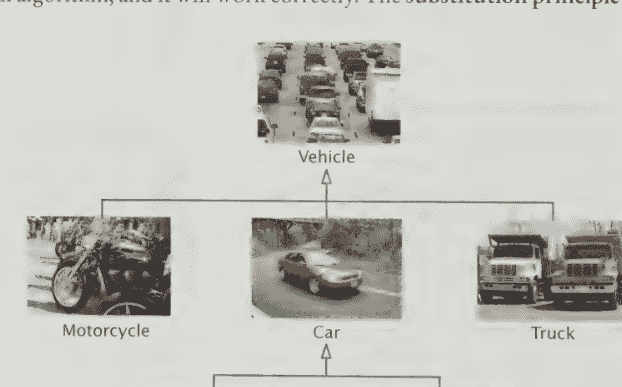 algorithm, and it will work correctly. The substitution principle
Vehicle
Motorcycle
Car
Truck